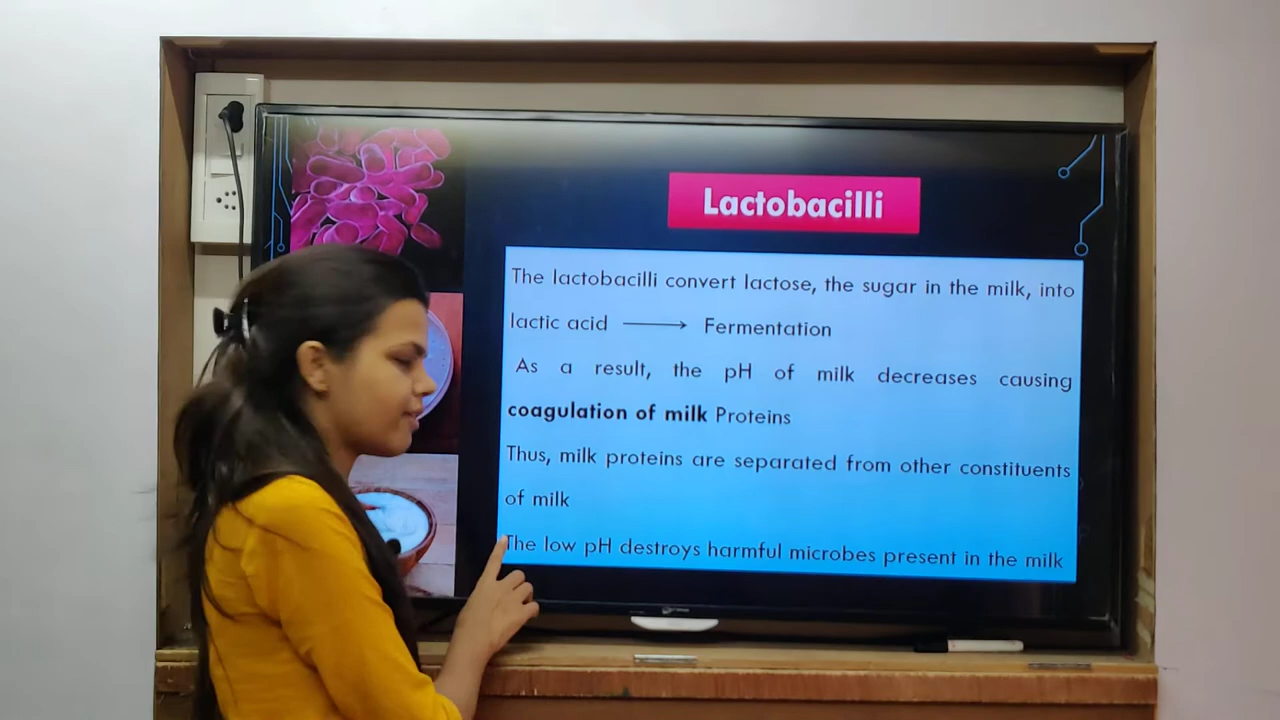 Lactobacilli
The lactobacilli convert lactose, the sugar in the milk, into
lactic acid ⟶ Fermentation
As a result, the pH of milk decreases causing
coagulation of milk Proteins
Thus, milk proteins are separated from other constituents
of milk
The low pH destroys harmful microbes present in the milk